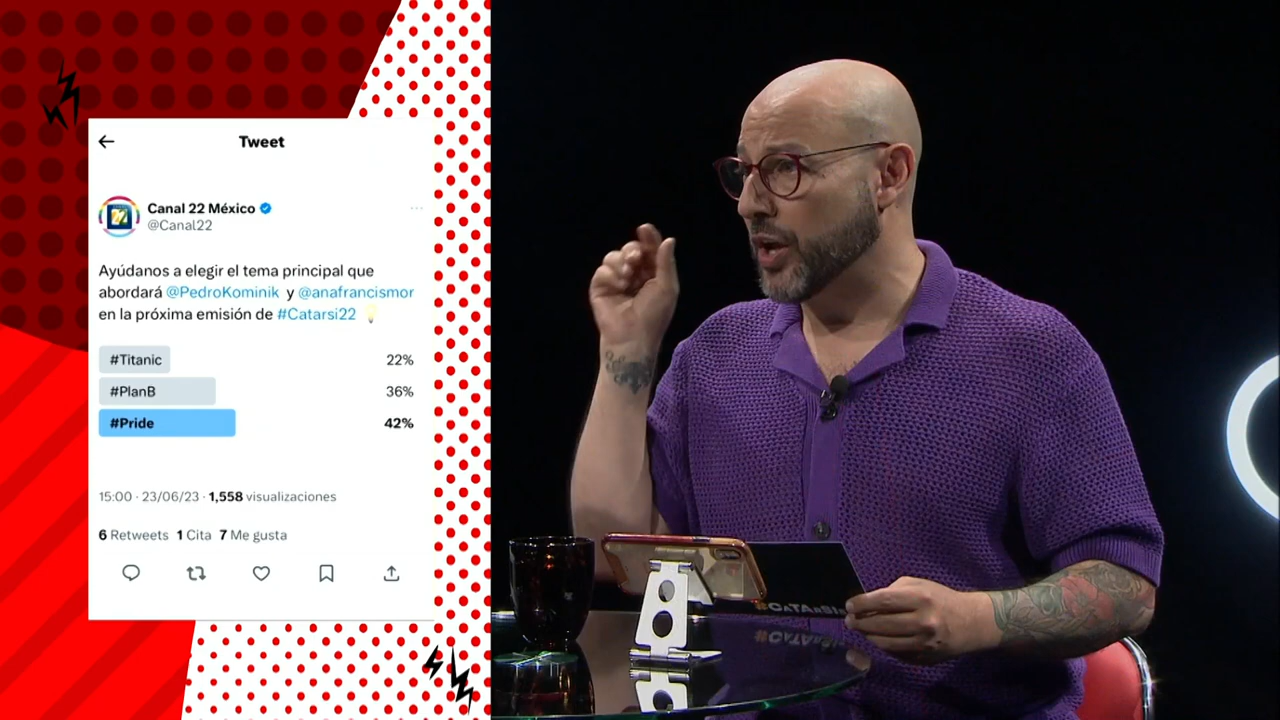 Tweet
22
Canal 22 México
@Canal22
Ayúdanos a elegir el tema principal que
abordará @PedroKominik y @anafrancismor
en la próxima emisión de #Catarsi22 💡
#Titanic 22%
#PlanB 36%
#Pride 42%
15:00 · 23/06/23 · 1,558 visualizaciones
6 Retweets 1 Cita 7 Me gusta